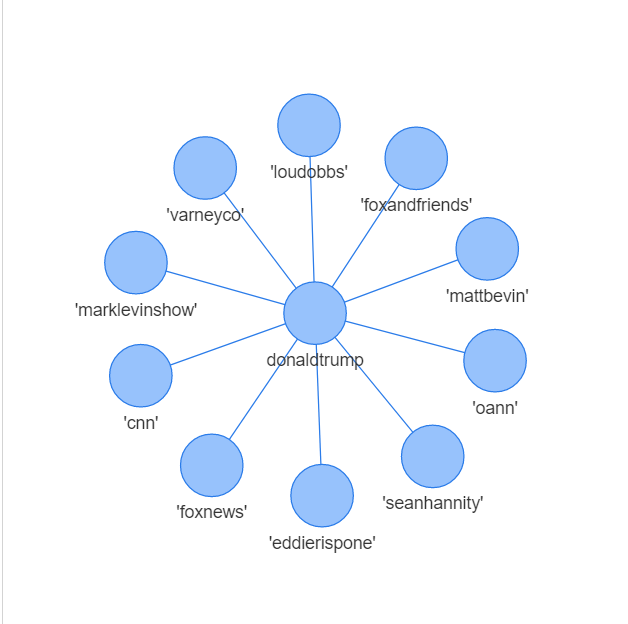 'loudobbs'
'foxandfriends'
'varneyco'
'mattbevin'
'marklevinshow'
donaldtrump
'oann'
'cnn'
'seanhannity'
'foxnews'
'eddierispone'